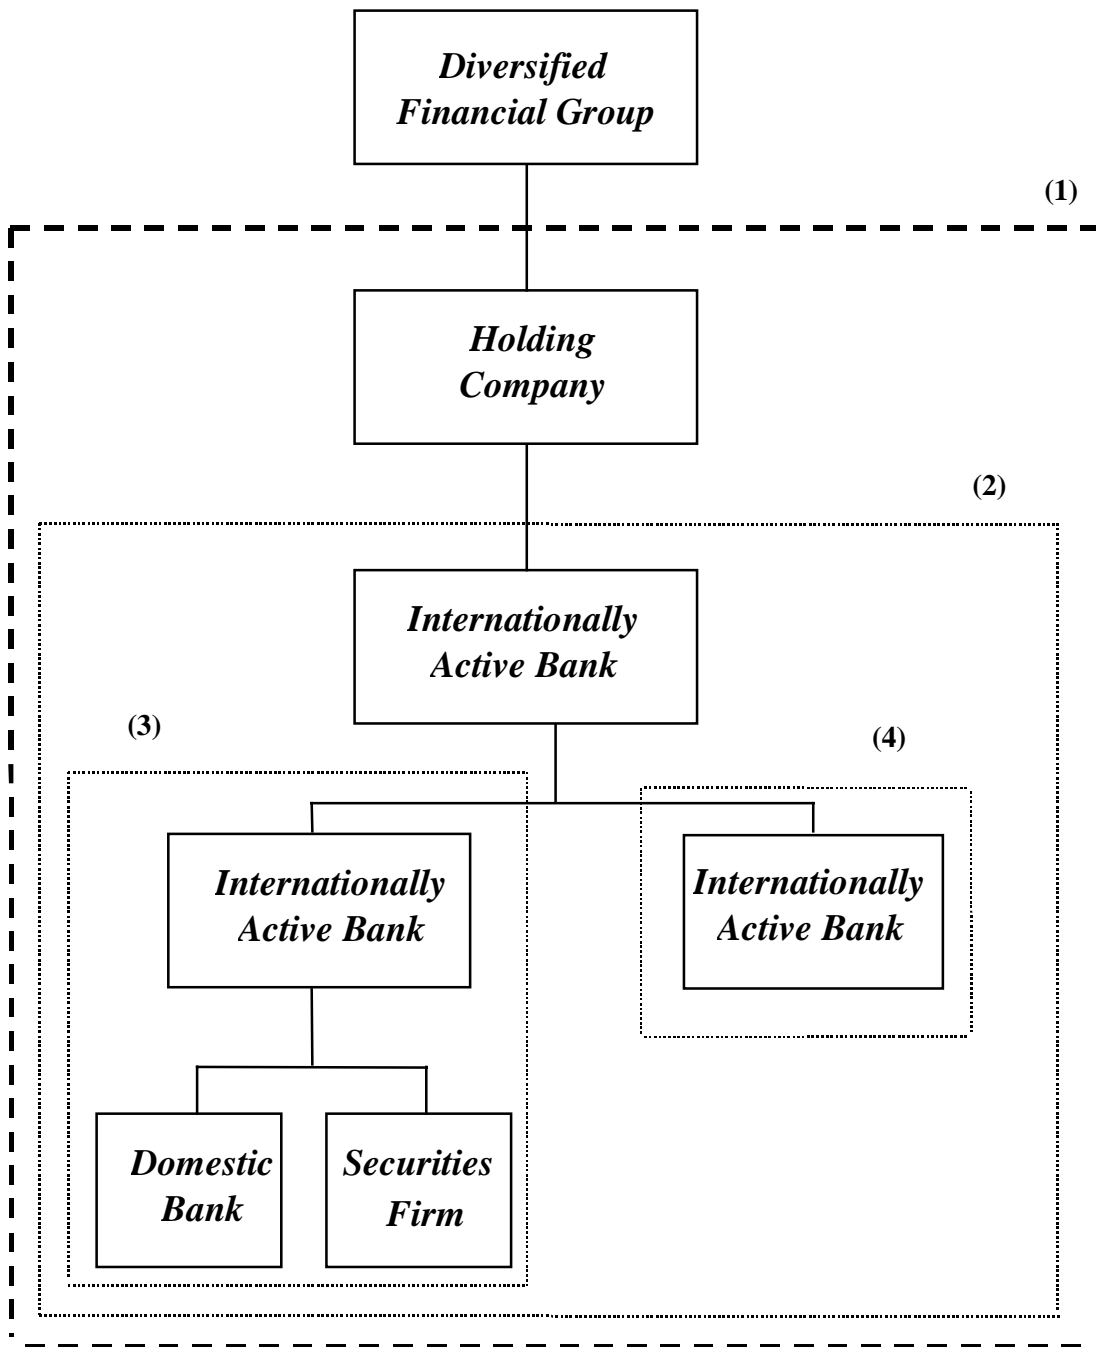 Diversified
Financial Group
(1)
Holding
Company
(2)
Internationally
Active Bank
(3)
(4)
Internationally
Active Bank
Internationally
Active Bank
Domestic
Bank
Securities
Firm